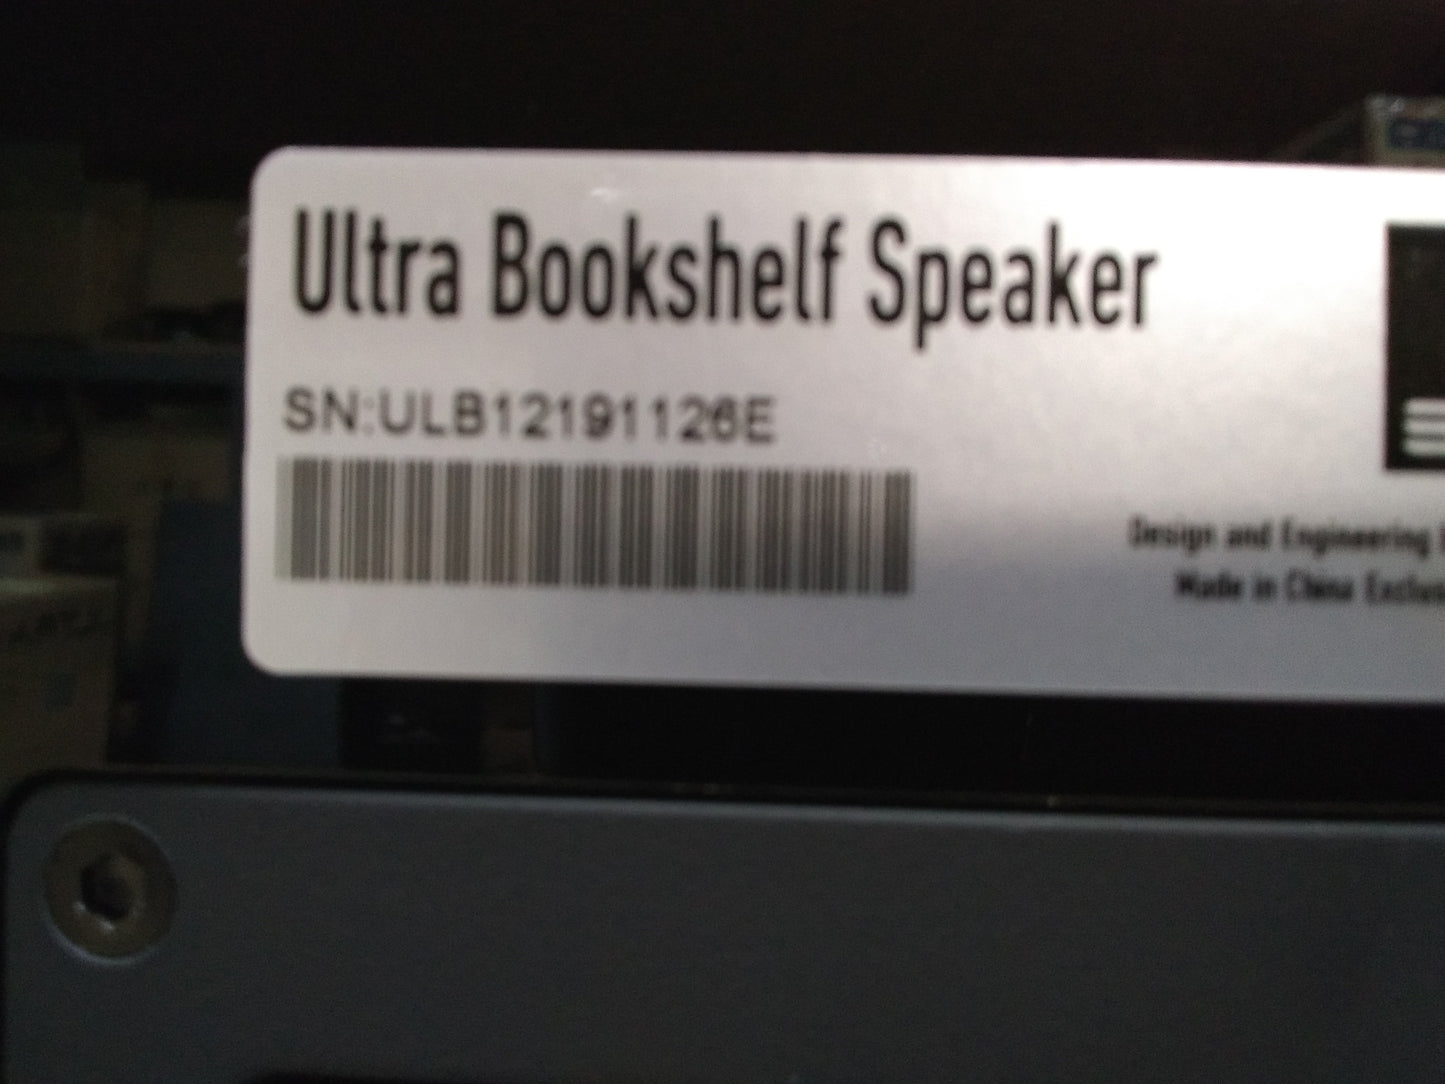 Ultra Bookshelf Speaker
SN:ULB12191126E
Design and Engineering
Made in China